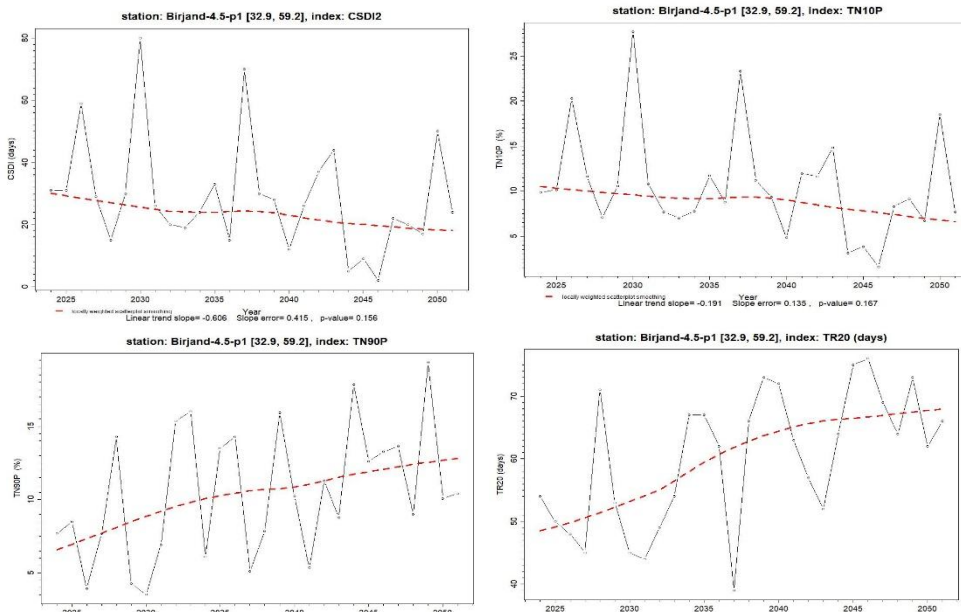 station: Birjand-4.5-p1 [32.9, 59.2], index: CSDI2
CSDI (days)
0 20 40 60 80
2025 2030 2035 2040 2045 2050
Year
locally weighted scatterplot smoothing
Linear trend slope= -0.606 Slope error= 0.415 , p-value= 0.156
station: Birjand-4.5-p1 [32.9, 59.2], index: TN10P
TN10P (%)
5 10 15 20 25
2025 2030 2035 2040 2045 2050
Year
locally weighted scatterplot smoothing
Linear trend slope= -0.191 Slope error= 0.135 , p-value= 0.167
station: Birjand-4.5-p1 [32.9, 59.2], index: TN90P
TN90P (%)
5 10 15
2025 2030 2035 2040 2045 2050
station: Birjand-4.5-p1 [32.9, 59.2], index: TR20 (days)
TR20 (days)
40 50 60 70
2025 2030 2035 2040 2045 2050